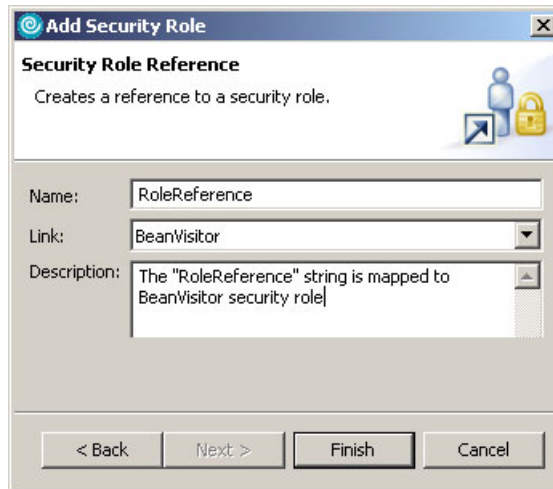 Add Security Role
Security Role Reference
Creates a reference to a security role.
Name: RoleReference
Link: BeanVisitor
Description: The "RoleReference" string is mapped to
BeanVisitor security role
< Back Next > Finish Cancel